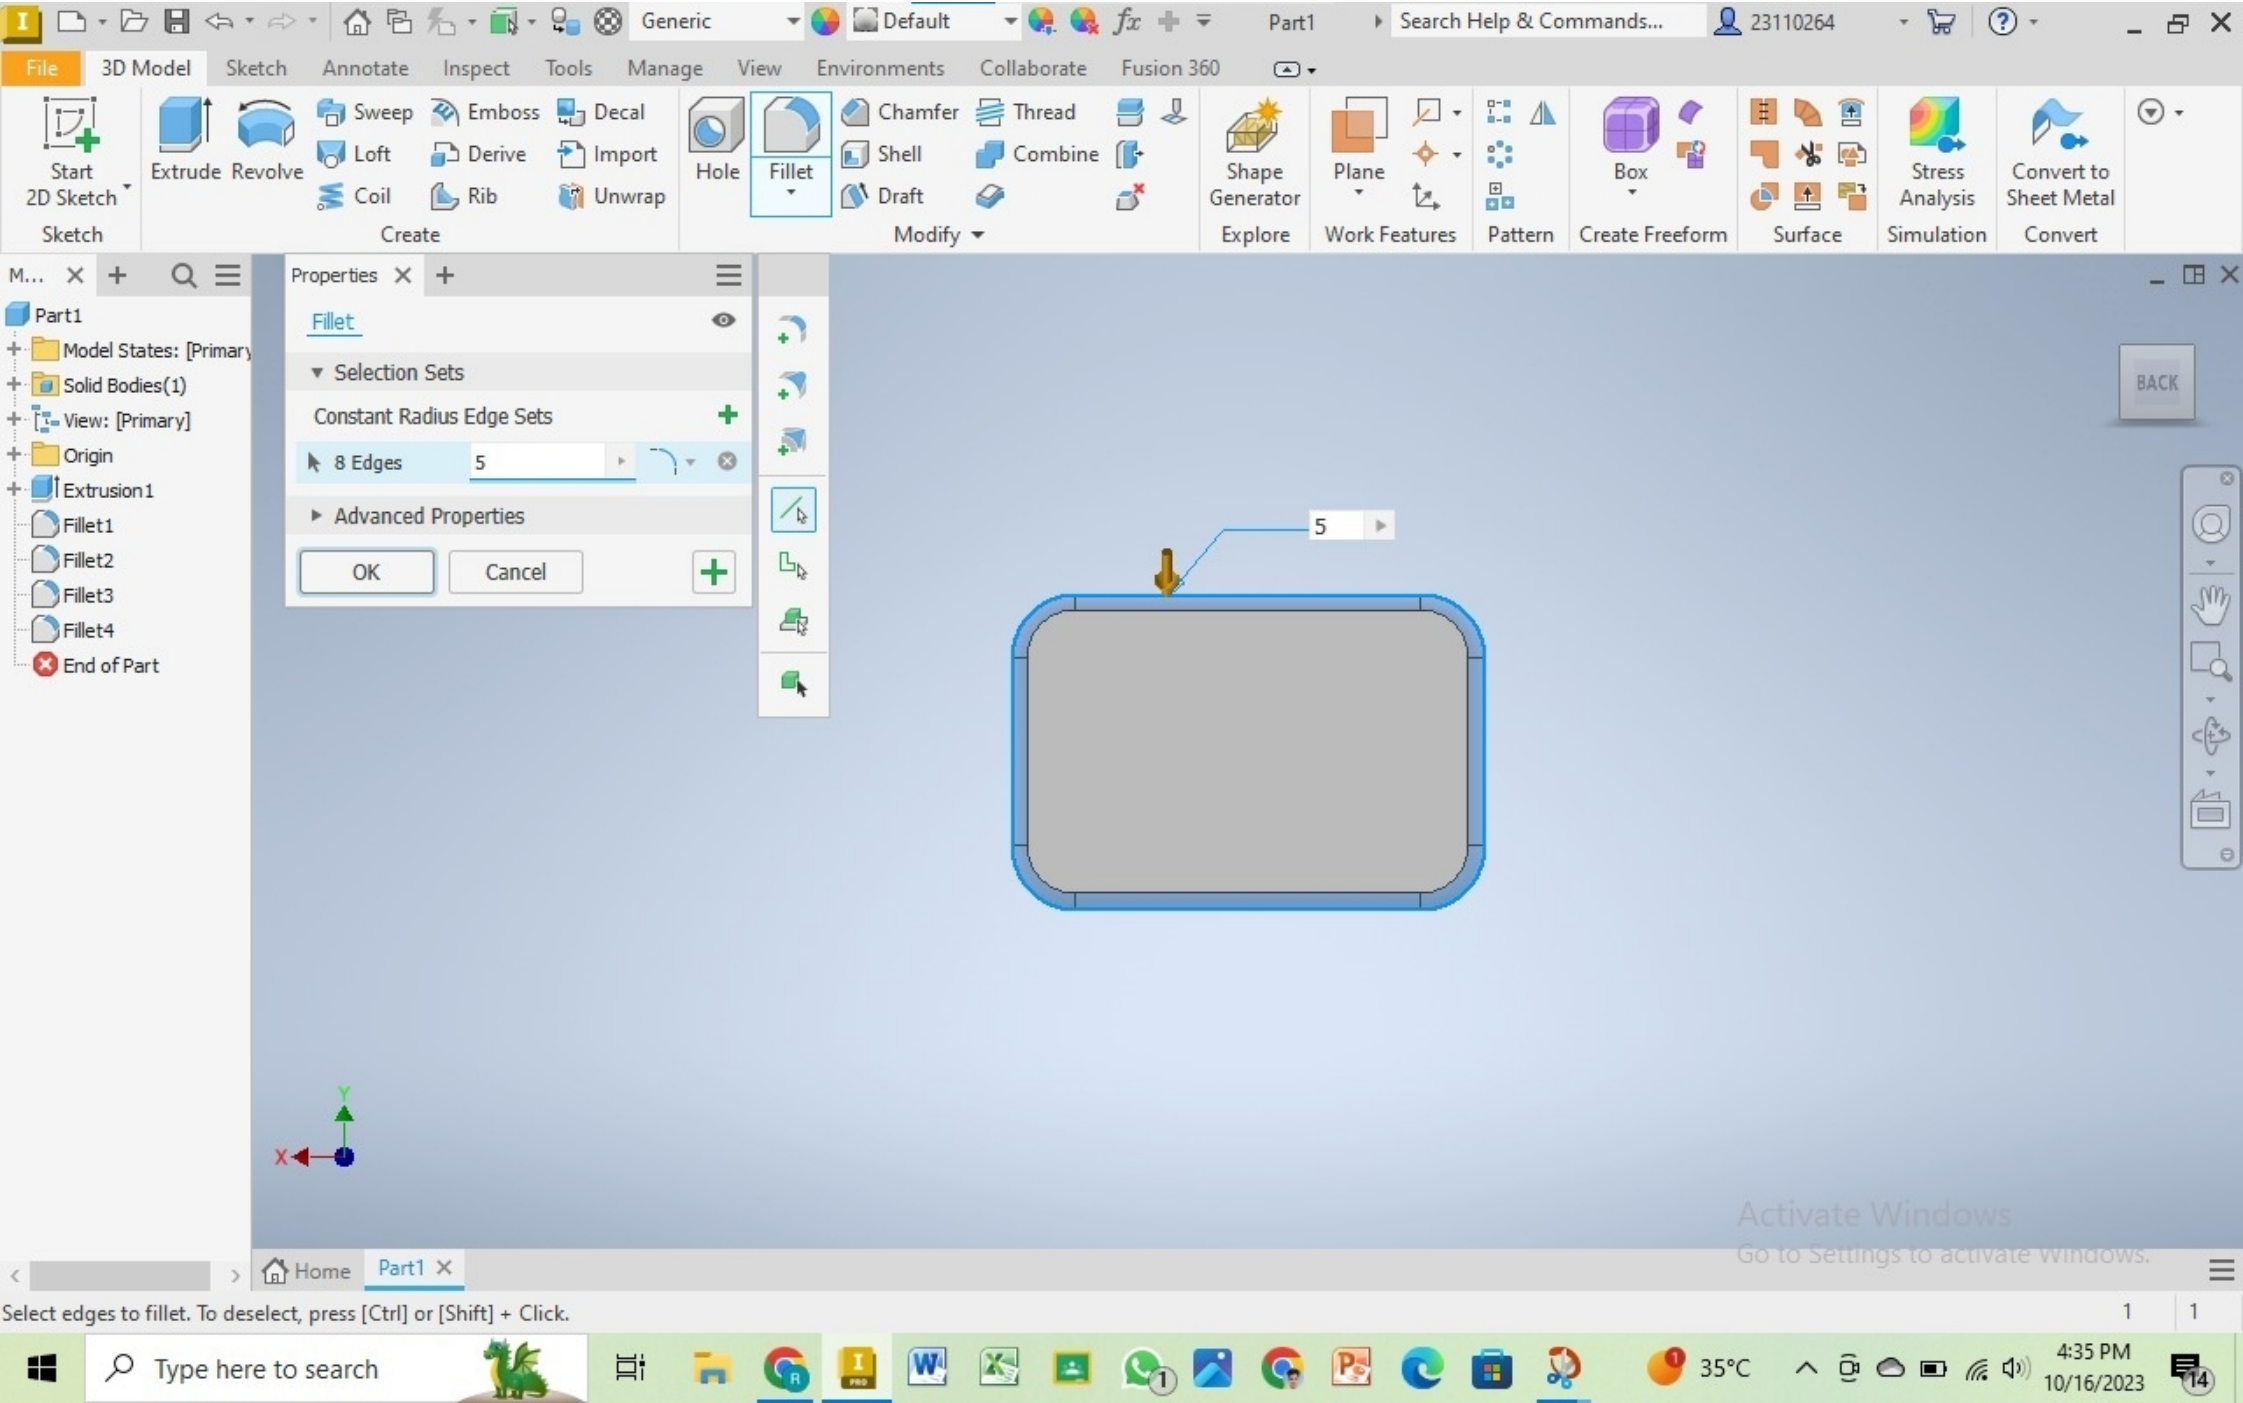 I Generic Default fx Part1 Search Help & Commands... 23110264 ?
File 3D Model Sketch Annotate Inspect Tools Manage View Environments Collaborate Fusion 360
Start 2D Sketch
Extrude
Revolve
Sweep
Loft
Coil
Emboss
Derive
Rib
Decal
Import
Unwrap
Hole
Fillet
Chamfer
Shell
Draft
Thread
Combine
Shape Generator
Plane
Box
Stress Analysis
Convert to Sheet Metal
Sketch Create Modify Explore Work Features Pattern Create Freeform Surface Simulation Convert
M...
Part1
Model States: [Primary
Solid Bodies(1)
View: [Primary]
Origin
Extrusion1
Fillet1
Fillet2
Fillet3
Fillet4
End of Part
Properties
Fillet
Selection Sets
Constant Radius Edge Sets
8 Edges 5
Advanced Properties
OK Cancel
5
BACK
Y
X
Activate Windows
Go to Settings to activate Windows.
Home Part1
Select edges to fillet. To deselect, press [Ctrl] or [Shift] + Click. 1 1
Type here to search
R
I
PRO
W
X
1
P
1
35°C
4:35 PM
10/16/2023
14